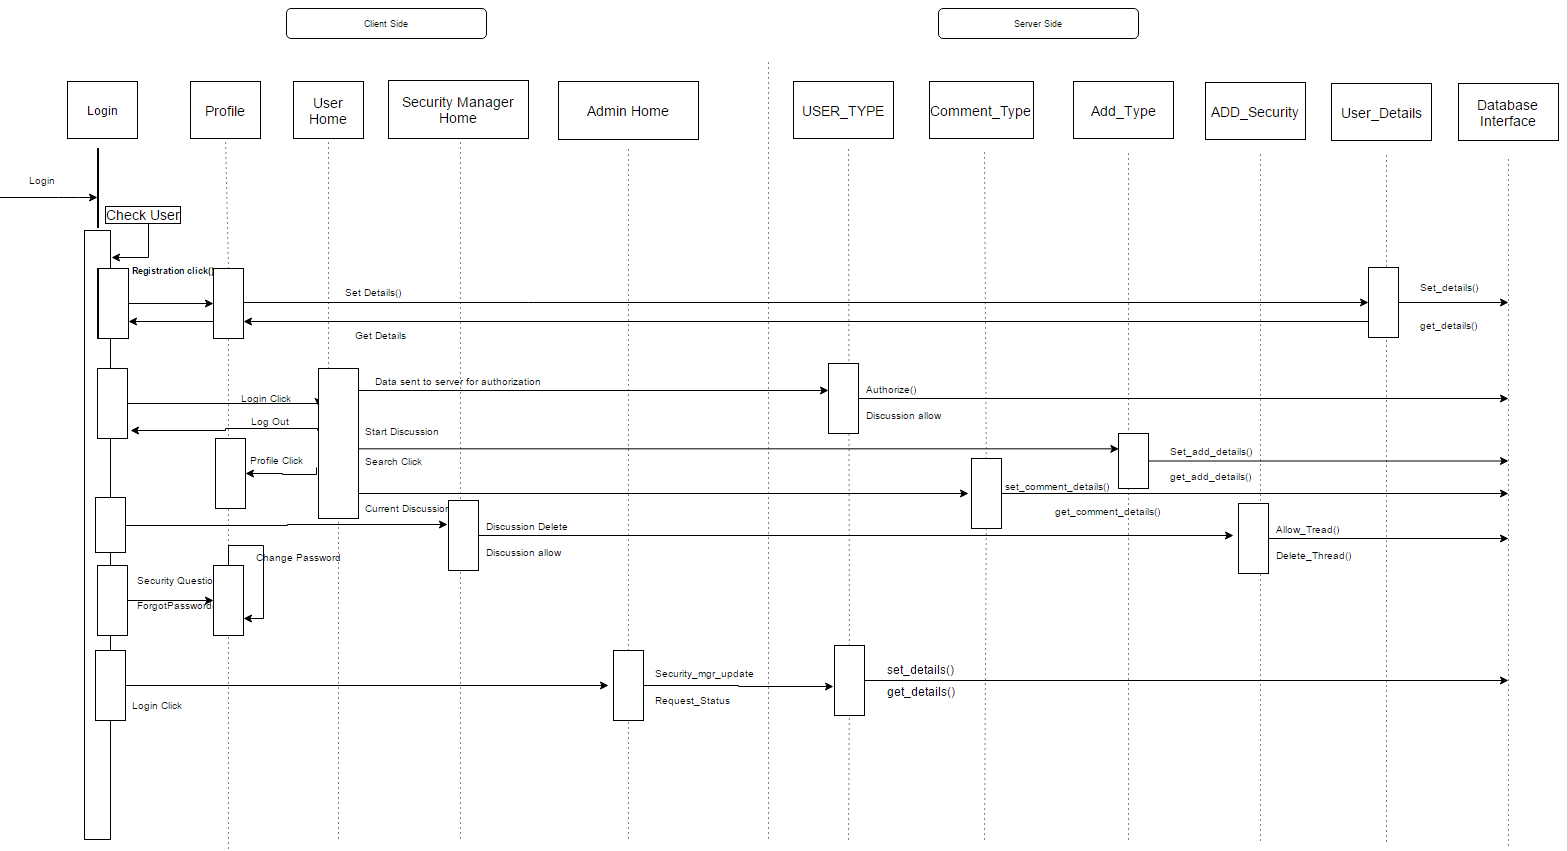 Client Side
Server Side
Login
Profile
User
Home
Security Manager
Home
Admin Home
USER_TYPE
Comment_Type
Add_Type
ADD_Security
User_Details
Database
Interface
Login
Check User
Registration click()
Set Details()
Set_details()
Get Details
get_details()
Data sent to server for authorization
Authorize()
Login Click
Discussion allow
Log Out
Start Discussion
Profile Click
Search Click
Set_add_details()
get_add_details()
set_comment_details()
Current Discussion
get_comment_details()
Discussion Delete
Allow_Tread()
Discussion allow
Delete_Thread()
Change Password
Security Questio
ForgotPassword
Security_mgr_update
set_details()
Request_Status
get_details()
Login Click